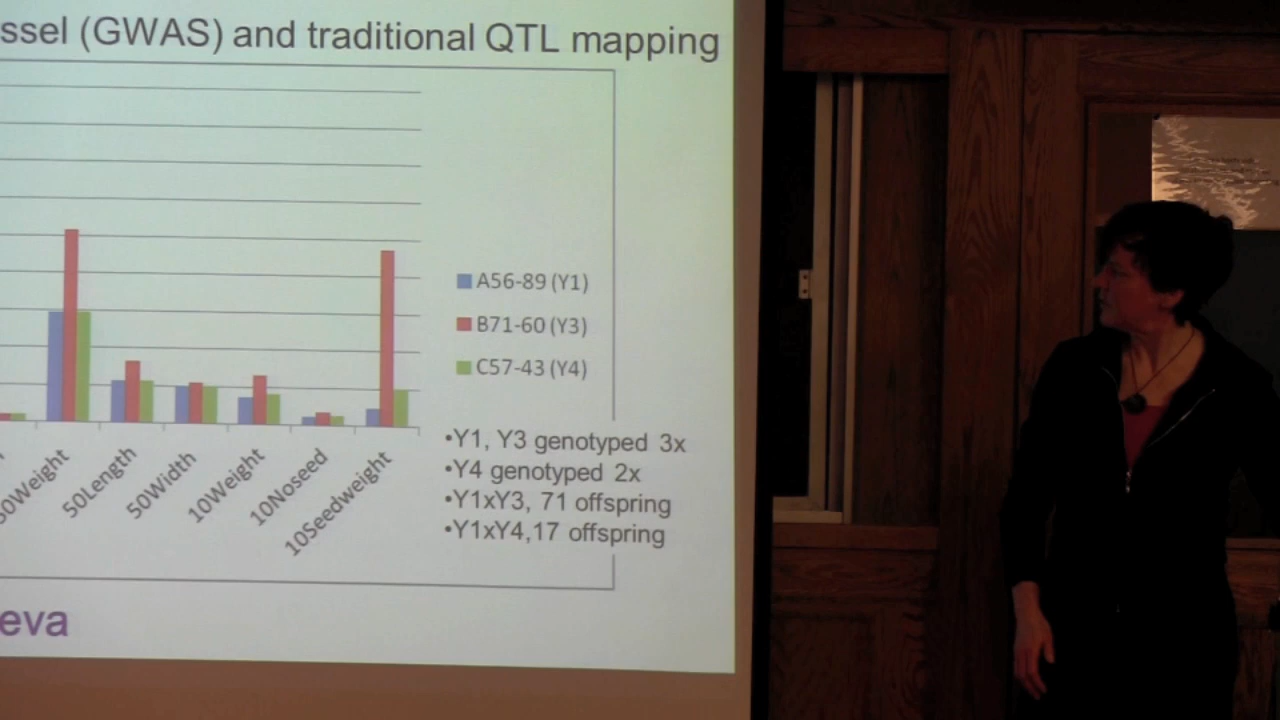 ssel (GWAS) and traditional QTL mapping
A56-89 (Y1)
B71-60 (Y3)
C57-43 (Y4)
•Y1, Y3 genotyped 3x
•Y4 genotyped 2x
•Y1xY3, 71 offspring
•Y1xY4,17 offspring
50Weight
50Length
50Width
10Weight
10Noseed
10Seedweight
eva